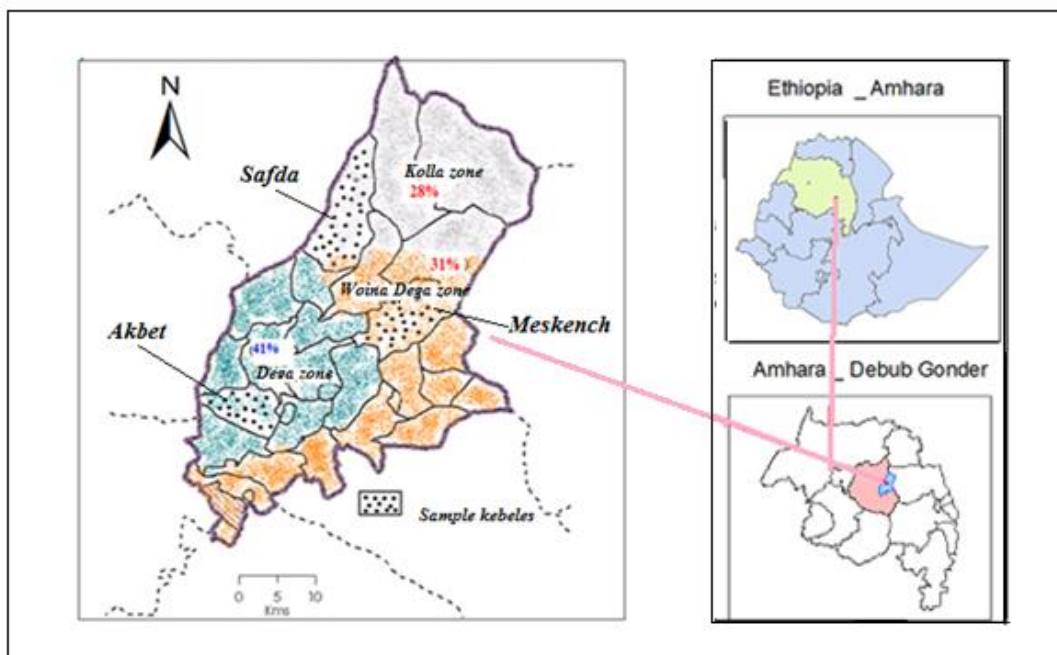 N
Safda
Kolla zone
28%
31%
Woina Dega zone
Meskench
Akbet
41%
Dega zone
Sample kebeles
0 5 10
Kms
Ethiopia _ Amhara
Amhara _ Debub Gonder